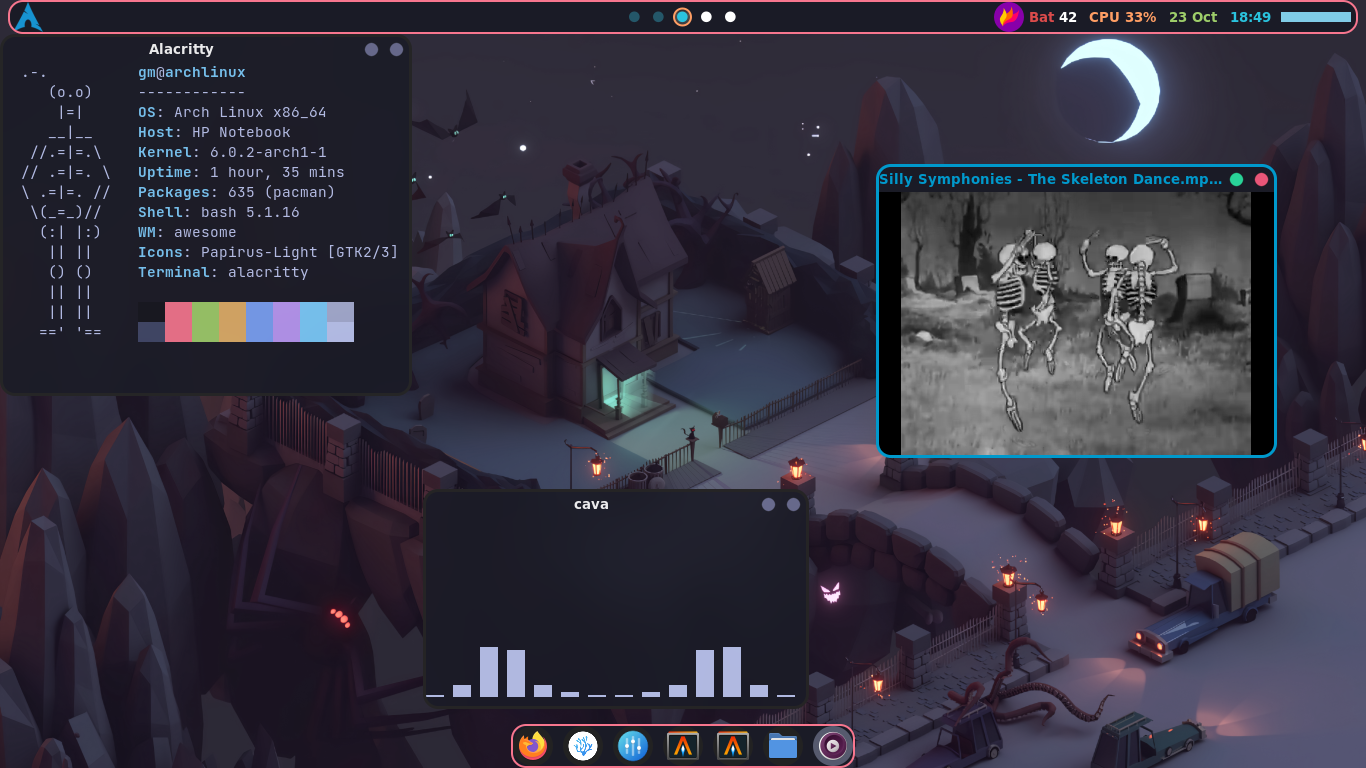 Bat 42 CPU 33% 23 Oct 18:49
Alacritty
.-. gm@archlinux
(o.o) ------------
|=| OS: Arch Linux x86_64
__|__ Host: HP Notebook
//.=|=.\ Kernel: 6.0.2-arch1-1
// .=|=. \ Uptime: 1 hour, 35 mins
\ .=|=. // Packages: 635 (pacman)
\(_=_)// Shell: bash 5.1.16
(:| |:) WM: awesome
|| || Icons: Papirus-Light [GTK2/3]
() () Terminal: alacritty
|| ||
|| ||
==' '==
Silly Symphonies - The Skeleton Dance.mp...
cava